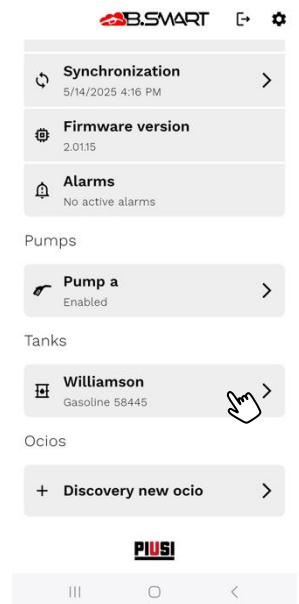 B.SMART
Synchronization
5/14/2025 4:16 PM
Firmware version
2.01.15
Alarms
No active alarms
Pumps
Pump a
Enabled
Tanks
Williamson
Gasoline 58445
Ocios
+ Discovery new ocio
PIUSI